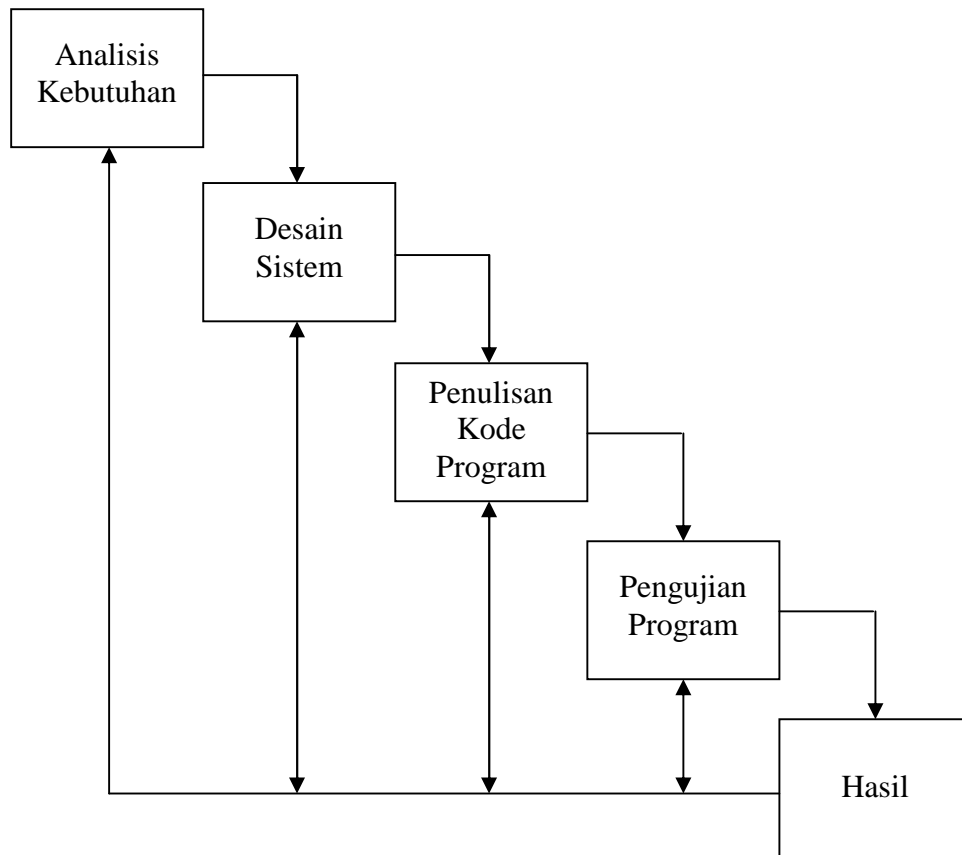 Analisis
Kebutuhan
Desain
Sistem
Penulisan
Kode
Program
Pengujian
Program
Hasil